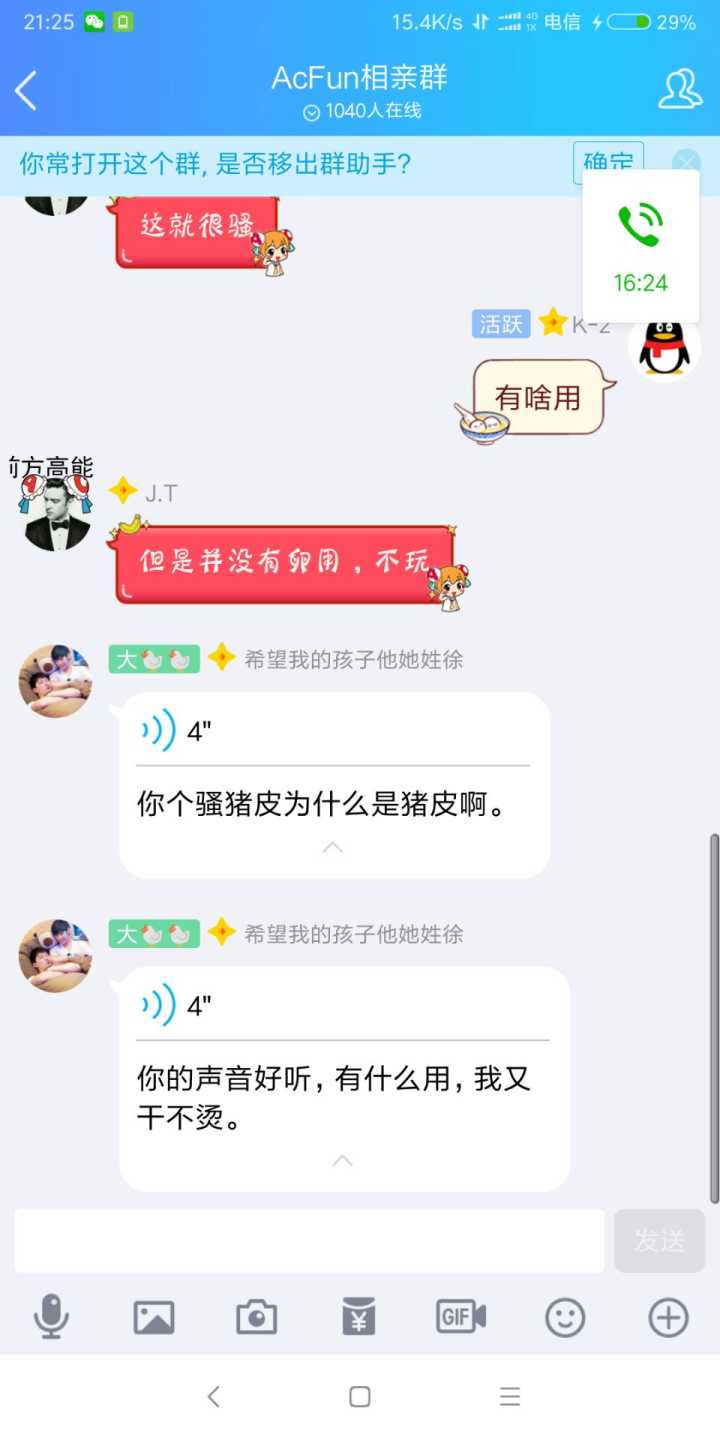 21:25
15.4K/s 4G 1X 电信 29%
AcFun相亲群
1040人在线
你常打开这个群, 是否移出群助手?
确定
16:24
这就很骚
活跃 K-2
有啥用
前方高能
J.T
但是并没有卵用，不玩
大 希望我的孩子他她姓徐
4"
你个骚猪皮为什么是猪皮啊。
大 希望我的孩子他她姓徐
4"
你的声音好听, 有什么用, 我又
干不烫。
发送
GIF